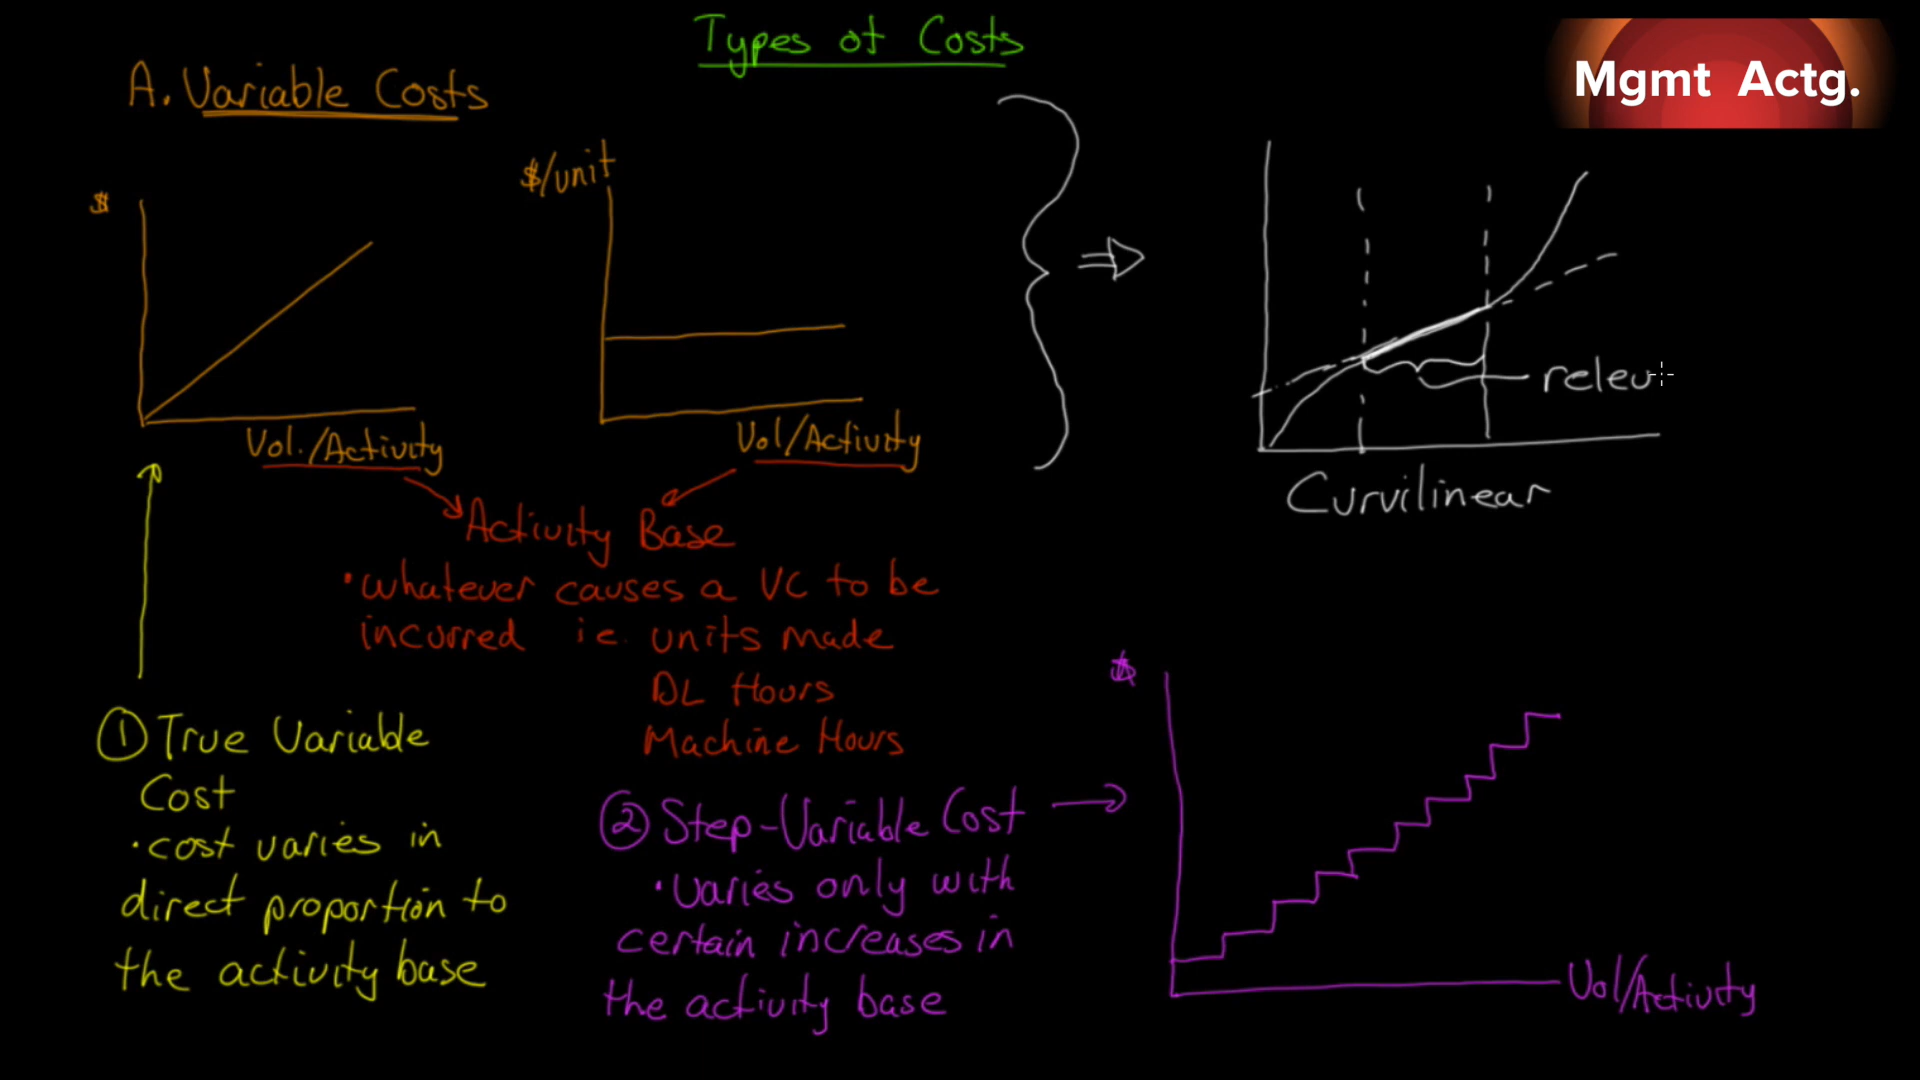 Types of Costs
Mgmt Actg.
A. Variable Costs
$
$/unit
Vol./Activity
Vol/Activity
Activity Base
•whatever causes a VC to be
incurred i.e. units made
DL Hours
Machine Hours
relev
Curvilinear
① True Variable
Cost
•cost varies in
direct proportion to
the activity base
② Step-Variable Cost
•varies only with
certain increases in
the activity base
$
Vol/Activity